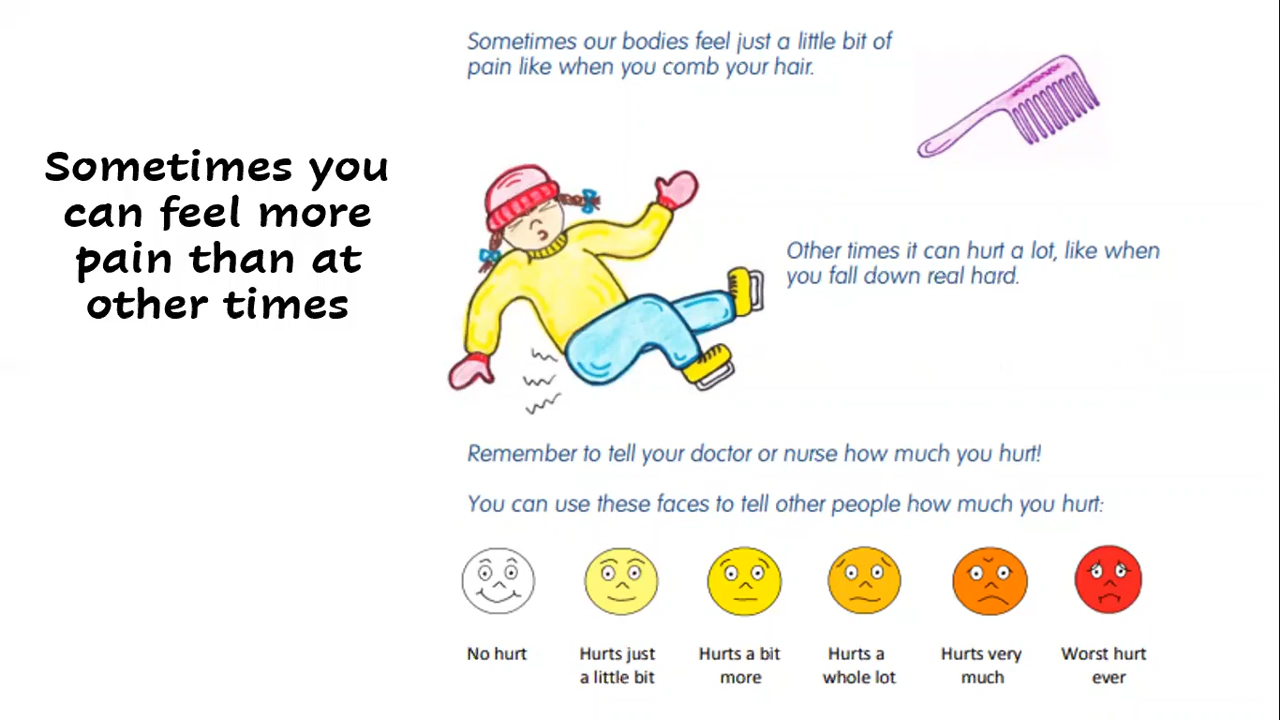 Sometimes you
can feel more
pain than at
other times
Sometimes our bodies feel just a little bit of
pain like when you comb your hair.
Other times it can hurt a lot, like when
you fall down real hard.
Remember to tell your doctor or nurse how much you hurt!
You can use these faces to tell other people how much you hurt:
No hurt
Hurts just
a little bit
Hurts a bit
more
Hurts a
whole lot
Hurts very
much
Worst hurt
ever